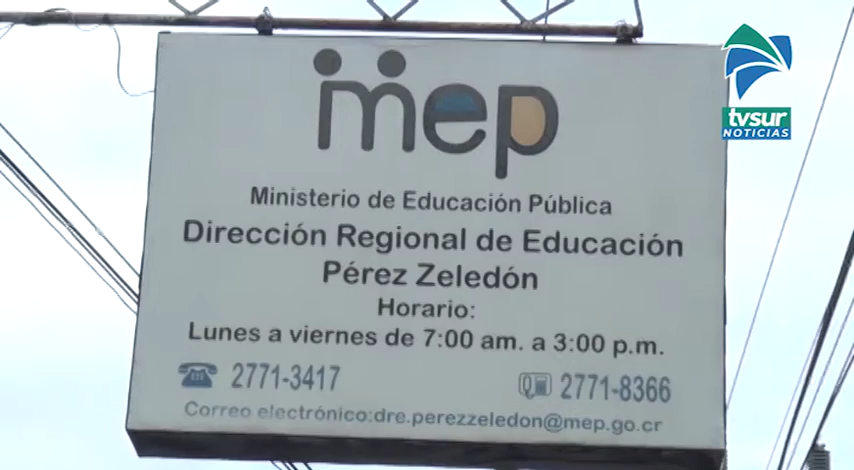 tvsur
NOTICIAS
mep
Ministerio de Educación Pública
Dirección Regional de Educación
Pérez Zeledón
Horario:
Lunes a viernes de 7:00 am. a 3:00 p.m.
2771-3417 2771-8366
Correo electrónico:dre.perezzeledon@mep.go.cr